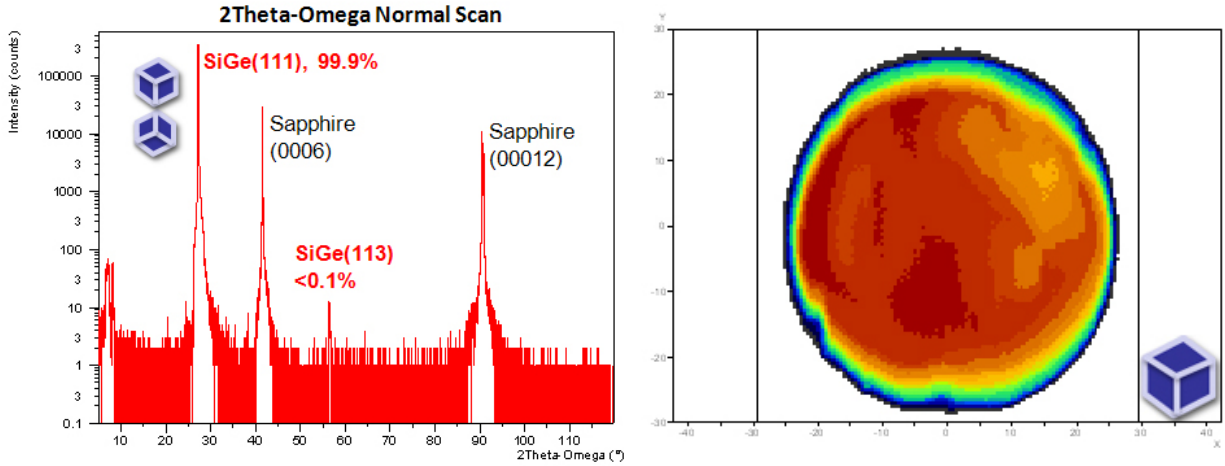 2Theta-Omega Normal Scan
Intensity (counts)
3
100000
3
10000
3
1000
3
100
3
10
3
1
0.1
SiGe(111), 99.9%
Sapphire
(0006)
SiGe(113)
<0.1%
Sapphire
(00012)
10 20 30 40 50 60 70 80 90 100 110
2Theta-Omega (°)
Y
30
20
10
0
-10
-20
-30
-40 -30 -20 -10 0 10 20 30 40
X